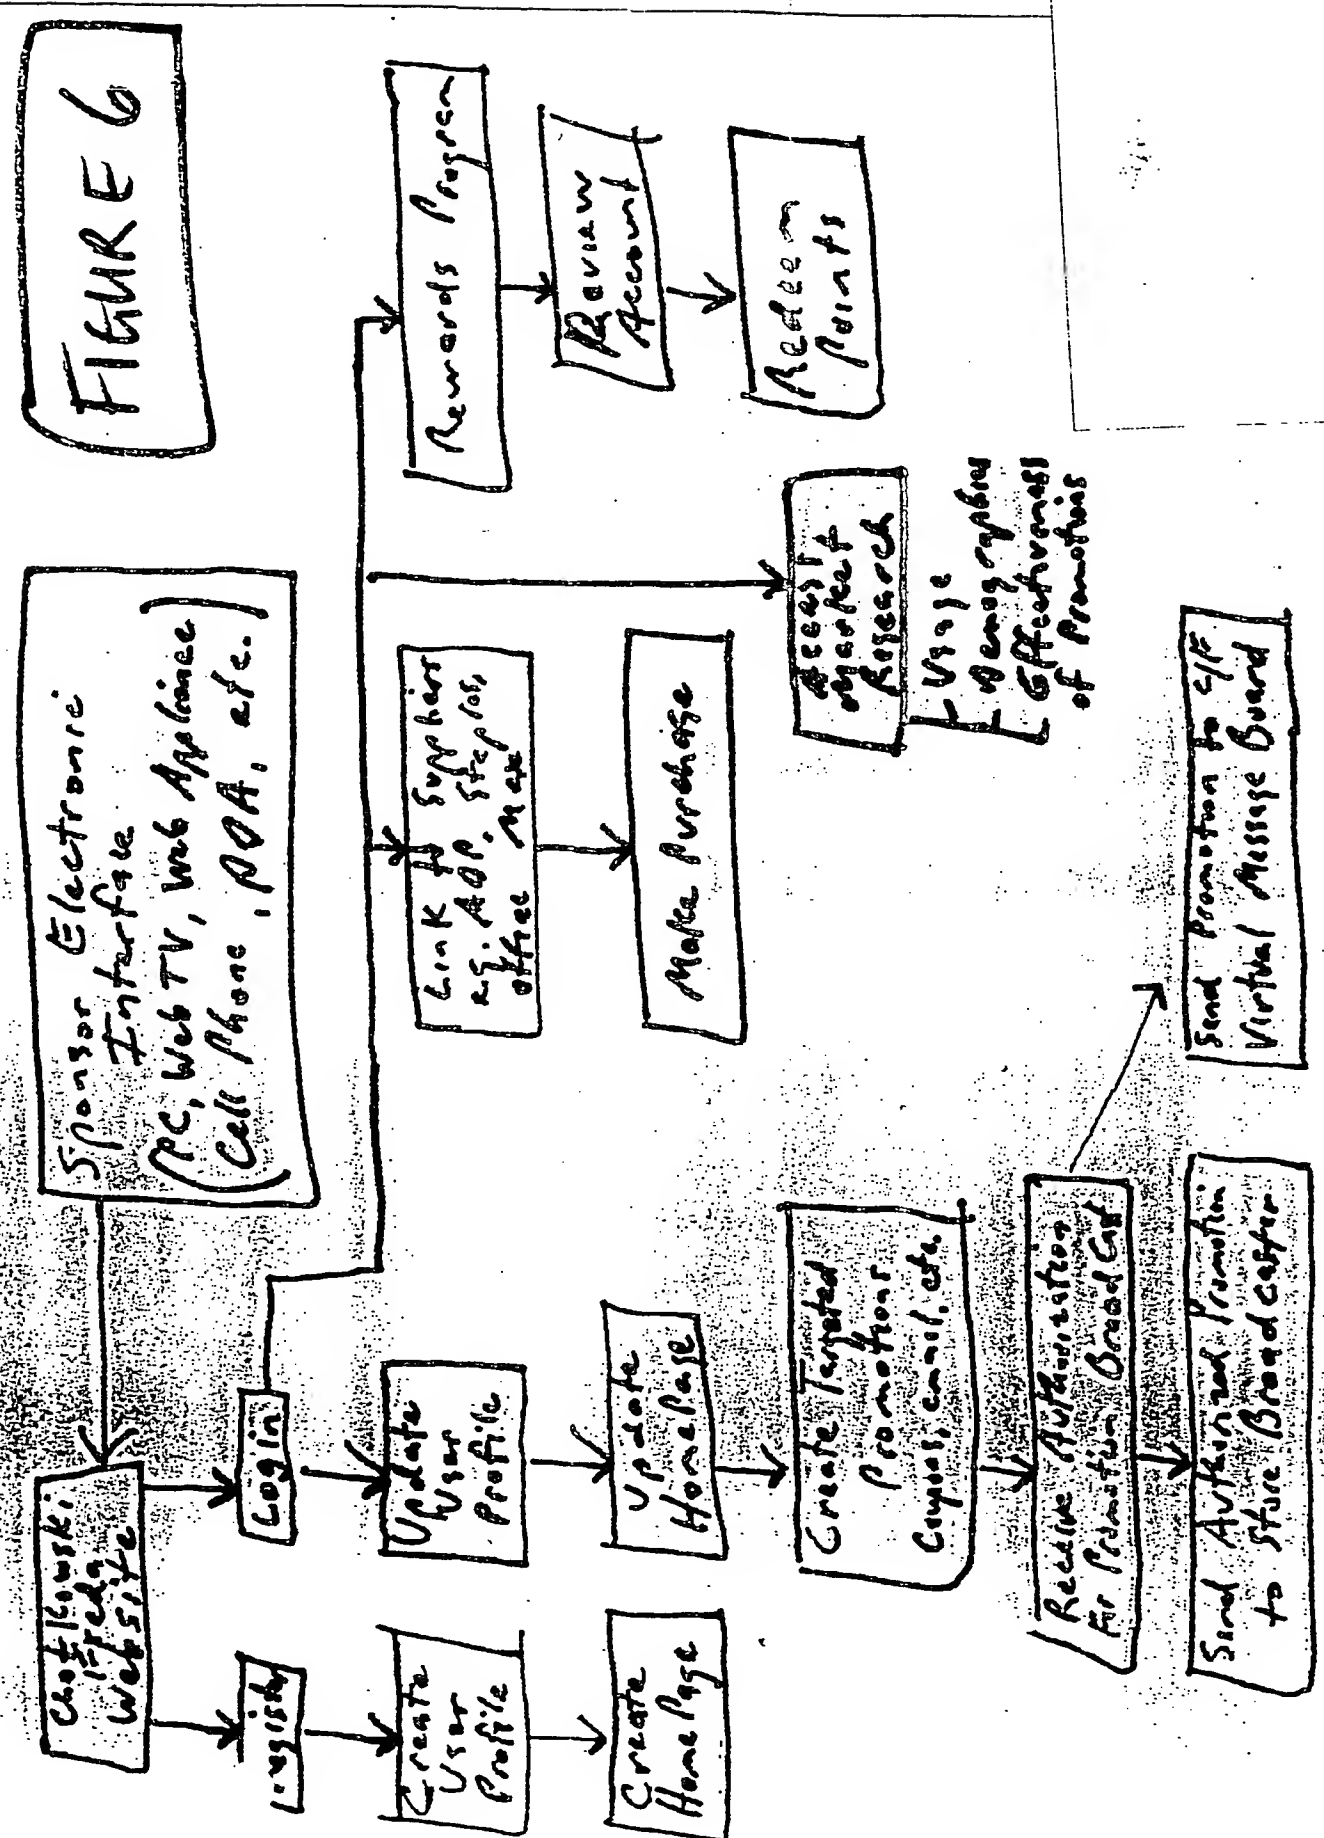 FIGURE 6
Sponsor Electronic
Interface
(PC, Web TV, Web Appliance
Cell Phone, PDA, etc.)
Website
Register
Create
User
Profile
Create
Home Page
Login
Update
User
Profile
Update
HomePage
Create Targeted
Promotions
Coupons, email, etc.
Receive Authorization
For Promotion Broadcast
Send Authorized Promotion
to Store Broadcaster
Send Promotion to C/F
Virtual Message Board
Link to Suppliers
e.g. ADP, Staples,
Office Max
Make Purchase
Access
Market
Research
Usage
Demographics
Effectiveness
of Promotions
Rewards Program
Review
Account
Redeem
Points